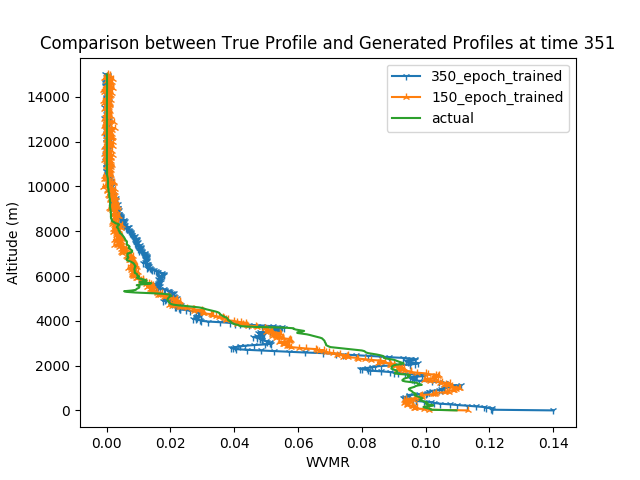 Comparison between True Profile and Generated Profiles at time 351
350_epoch_trained
150_epoch_trained
actual
Altitude (m)
14000
12000
10000
8000
6000
4000
2000
0
0.00 0.02 0.04 0.06 0.08 0.10 0.12 0.14
WVMR